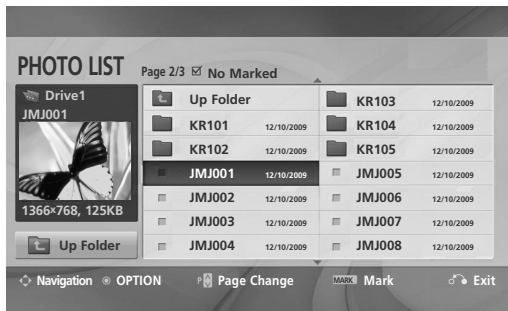 PHOTO LIST
Page 2/3 No Marked
Drive1
JMJ001
1366×768, 125KB
Up Folder
Up Folder
KR101 12/10/2009
KR102 12/10/2009
JMJ001 12/10/2009
JMJ002 12/10/2009
JMJ003 12/10/2009
JMJ004 12/10/2009
KR103 12/10/2009
KR104 12/10/2009
KR105 12/10/2009
JMJ005 12/10/2009
JMJ006 12/10/2009
JMJ007 12/10/2009
JMJ008 12/10/2009
Navigation OPTION P Page Change MARK Mark Exit